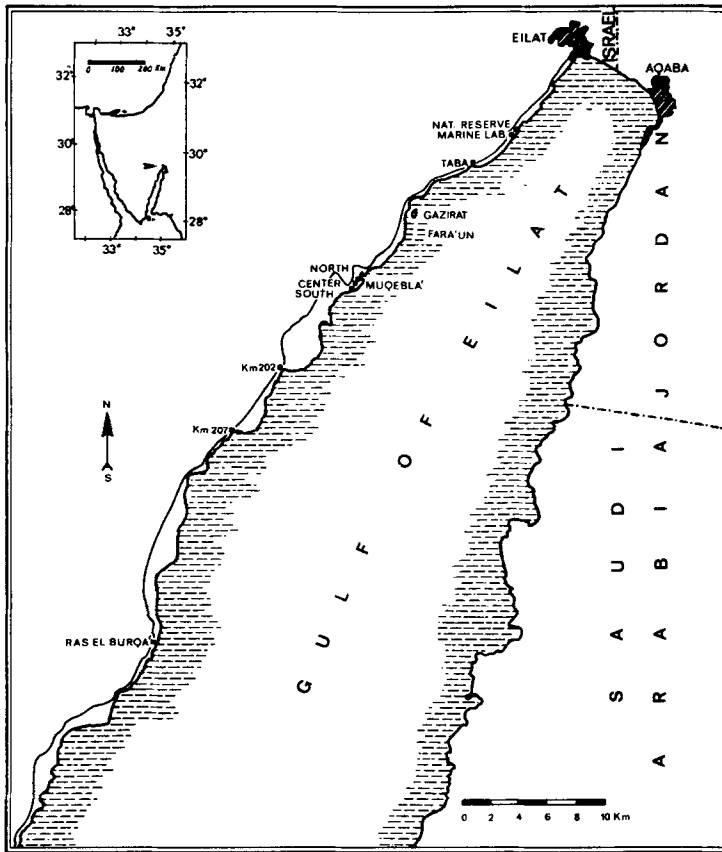 33°
35°
32°
0 100 200 Km
32°
30°
30°
28°
28°
33°
35°
EILAT
ISRAEL
AQABA
NAT. RESERVE
MARINE LAB.
TABA
GAZIRAT
FARA'UN
NORTH
CENTER
SOUTH
MUQEBLA'
Km 202
Km 207
N
S
RAS EL BURQA
GULF OF EILAT
JORDAN
SAUDI
ARABIA
0 2 4 6 8 10 Km